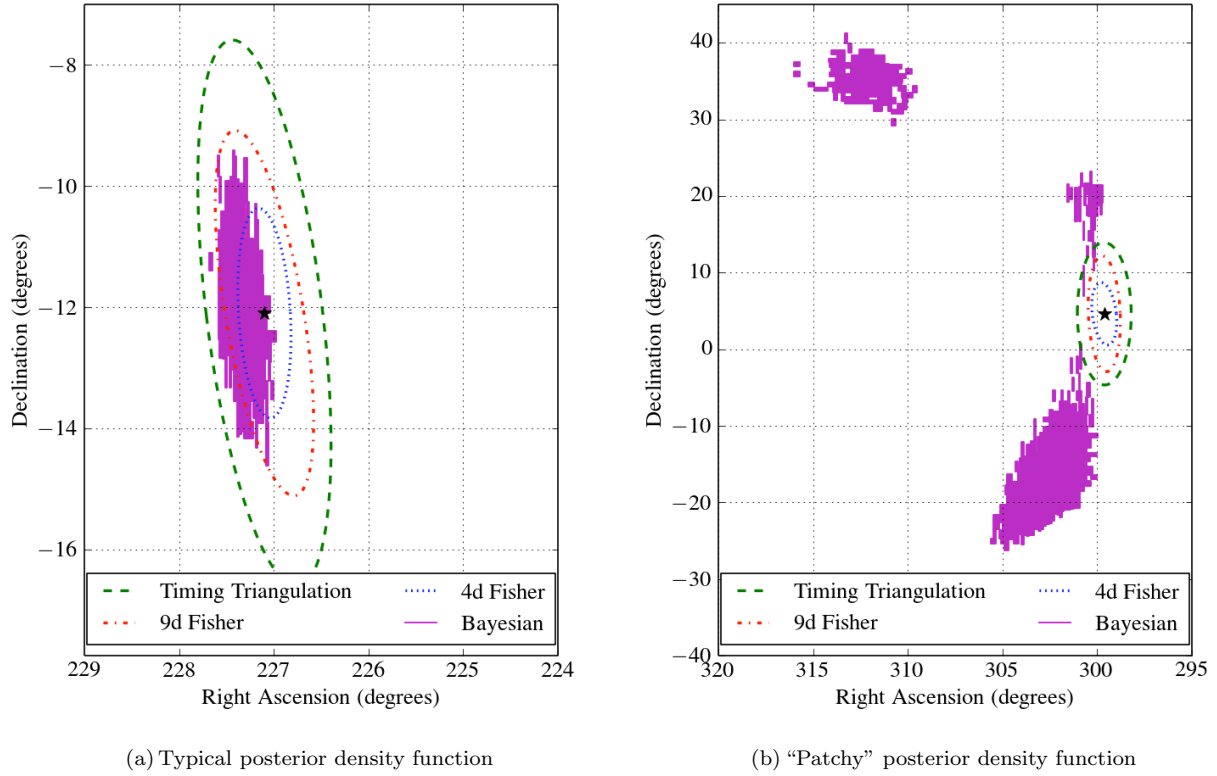 −8
−10
−12
−14
−16
Declination (degrees)
Timing Triangulation
9d Fisher
4d Fisher
Bayesian
229
228
227
226
225
224
Right Ascension (degrees)
(a) Typical posterior density function
40
30
20
10
0
−10
−20
−30
−40
Declination (degrees)
Timing Triangulation
9d Fisher
4d Fisher
Bayesian
320
315
310
305
300
295
Right Ascension (degrees)
(b) “Patchy” posterior density function